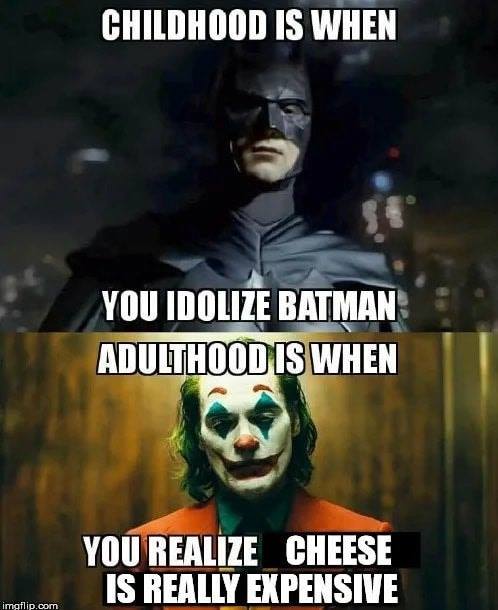 CHILDHOOD IS WHEN
YOU IDOLIZE BATMAN
ADULTHOOD IS WHEN
YOU REALIZE CHEESE
IS REALLY EXPENSIVE
imgflip.com